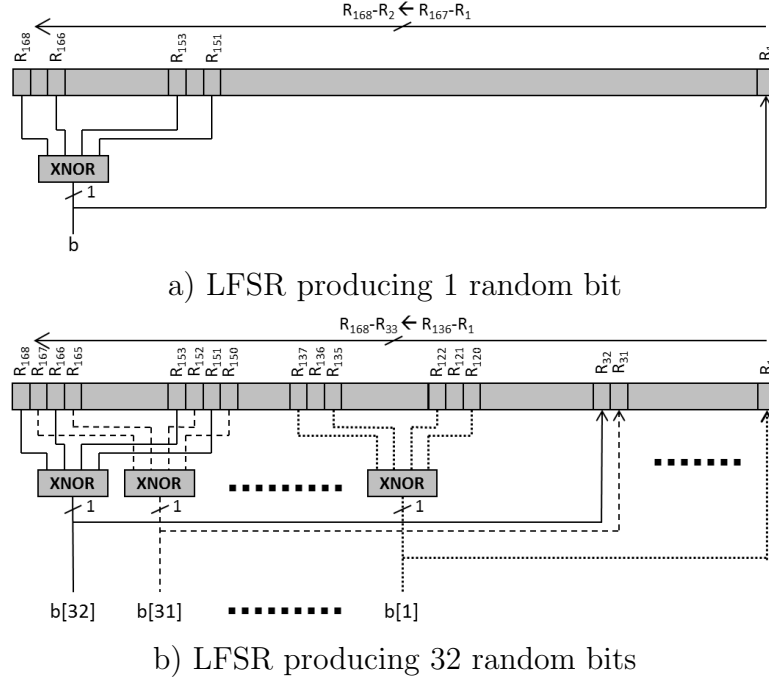 R168-R2 ← R167-R1
R168 R166 R153 R151 R1
XNOR
1
b
a) LFSR producing 1 random bit
R168-R33 ← R136-R1
R168 R167 R166 R165 R153 R152 R151 R150 R137 R136 R135 R122 R121 R120 R32 R31 R1
XNOR XNOR XNOR
1 1 1
b[32] b[31] b[1]
b) LFSR producing 32 random bits